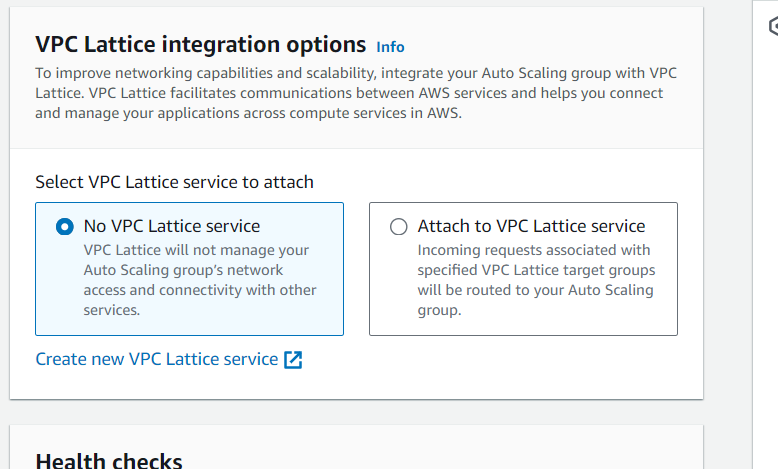 VPC Lattice integration options Info
To improve networking capabilities and scalability, integrate your Auto Scaling group with VPC
Lattice. VPC Lattice facilitates communications between AWS services and helps you connect
and manage your applications across compute services in AWS.
Select VPC Lattice service to attach
No VPC Lattice service
VPC Lattice will not manage your
Auto Scaling group's network
access and connectivity with other
services.
Attach to VPC Lattice service
Incoming requests associated with
specified VPC Lattice target groups
will be routed to your Auto Scaling
group.
Create new VPC Lattice service
Health checks